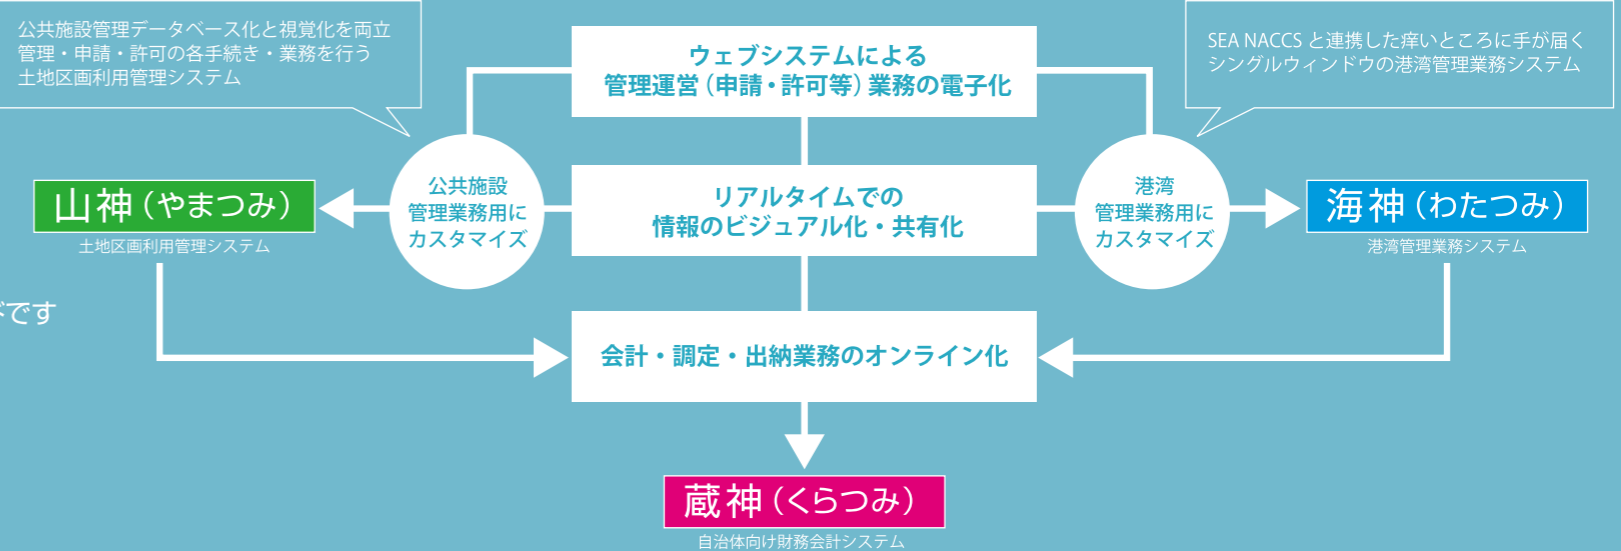 公共施設管理データベース化と視覚化を両立
管理・申請・許可の各手続き・業務を行う
土地区画利用管理システム
ウェブシステムによる
管理運営（申請・許可等）業務の電子化
SEA NACCS と連携した痒いところに手が届く
シングルウィンドウの港湾管理業務システム
山神（やまつみ）
土地区画利用管理システム
公共施設
管理業務用に
カスタマイズ
リアルタイムでの
情報のビジュアル化・共有化
港湾
管理業務用に
カスタマイズ
海神（わたつみ）
港湾管理業務システム
です
会計・調定・出納業務のオンライン化
蔵神（くらつみ）
自治体向け財務会計システム